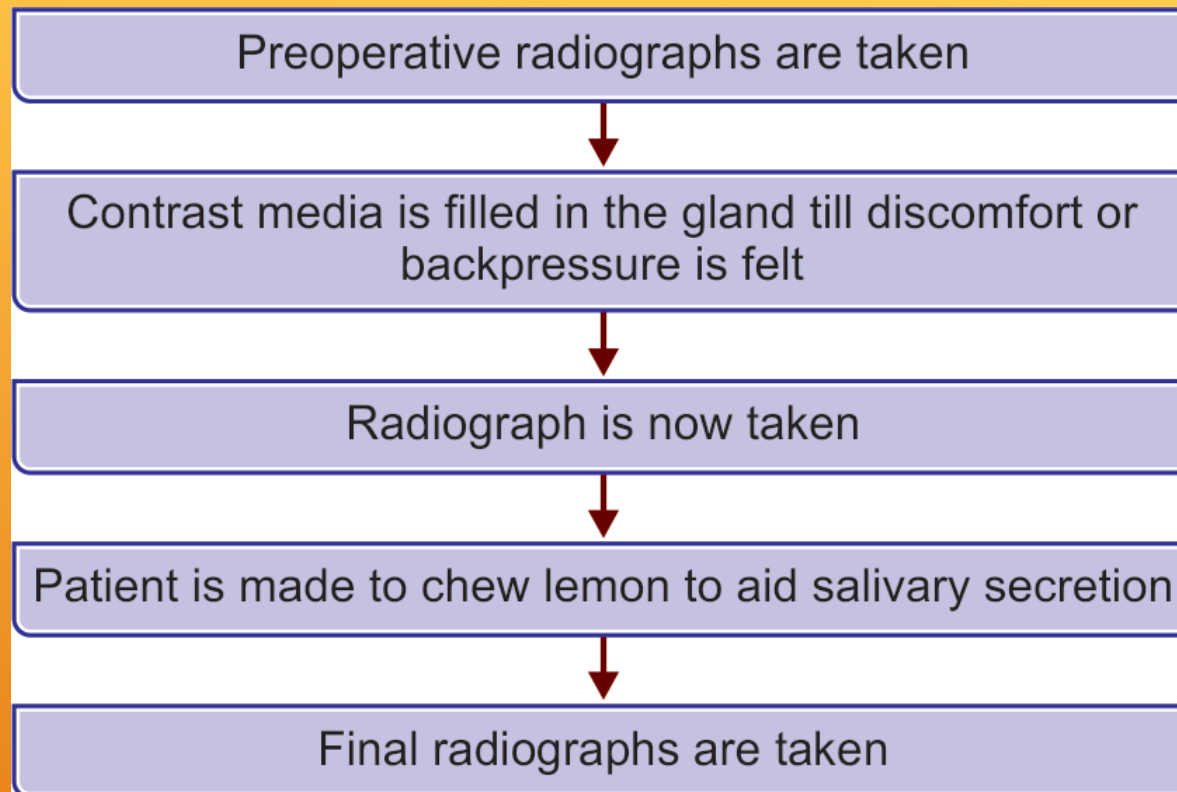 Preoperative radiographs are taken
Contrast media is filled in the gland till discomfort or
backpressure is felt
Radiograph is now taken
Patient is made to chew lemon to aid salivary secretion
Final radiographs are taken